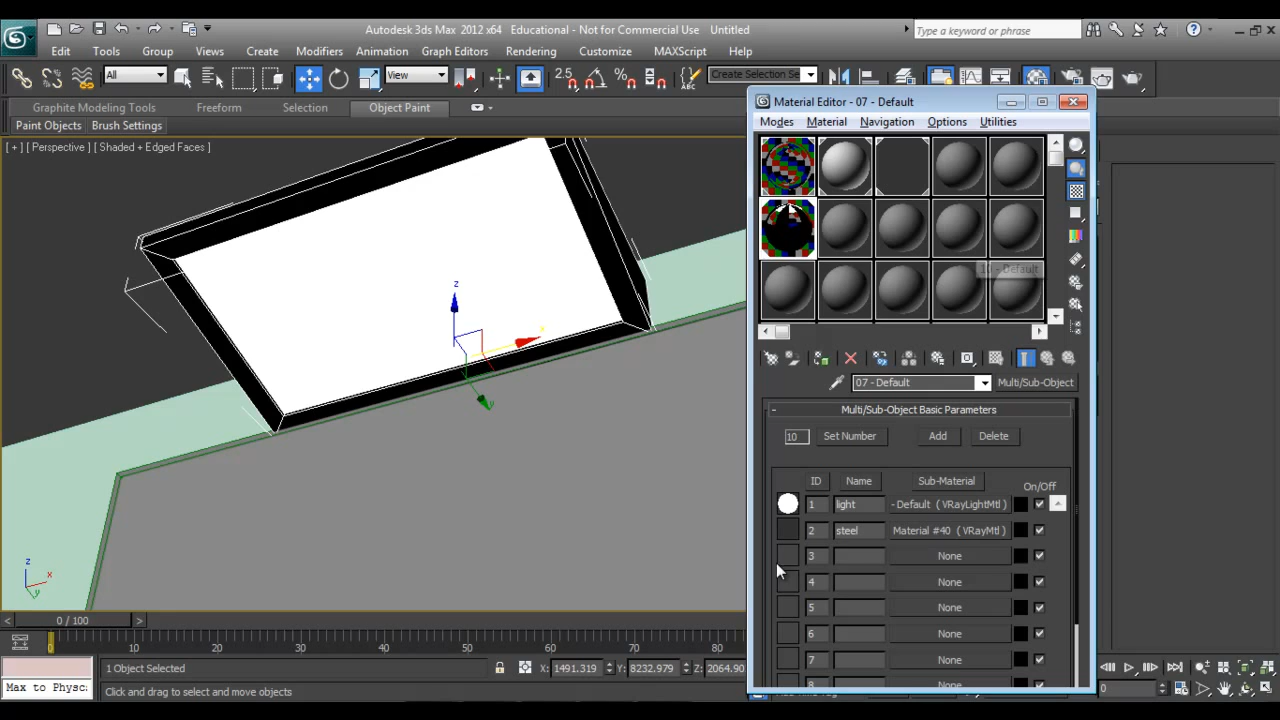 Autodesk 3ds Max 2012 x64 Educational - Not for Commercial Use Untitled
Type a keyword or phrase
Edit Tools Group Views Create Modifiers Animation Graph Editors Rendering Customize MAXScript Help
All View 2.5 Create Selection Se
Graphite Modeling Tools Freeform Selection Object Paint
Paint Objects Brush Settings
[ + ] [ Perspective ] [ Shaded + Edged Faces ]
Material Editor - 07 - Default
Modes Material Navigation Options Utilities
10 - Default
07 - Default Multi/Sub-Object
- Multi/Sub-Object Basic Parameters
10 Set Number Add Delete
ID Name Sub-Material On/Off
1 light - Default ( VRayLightMtl )
2 steel Material #40 ( VRayMtl )
3 None
4 None
5 None
6 None
7 None
z
x
y
z
x
y
< 0 / 100 >
0 10 20 30 40 50 60 70 80
1 Object Selected X: 1491.319 Y: 8232.979 Z: 2064.90
Max to Physc
Click and drag to select and move objects
0